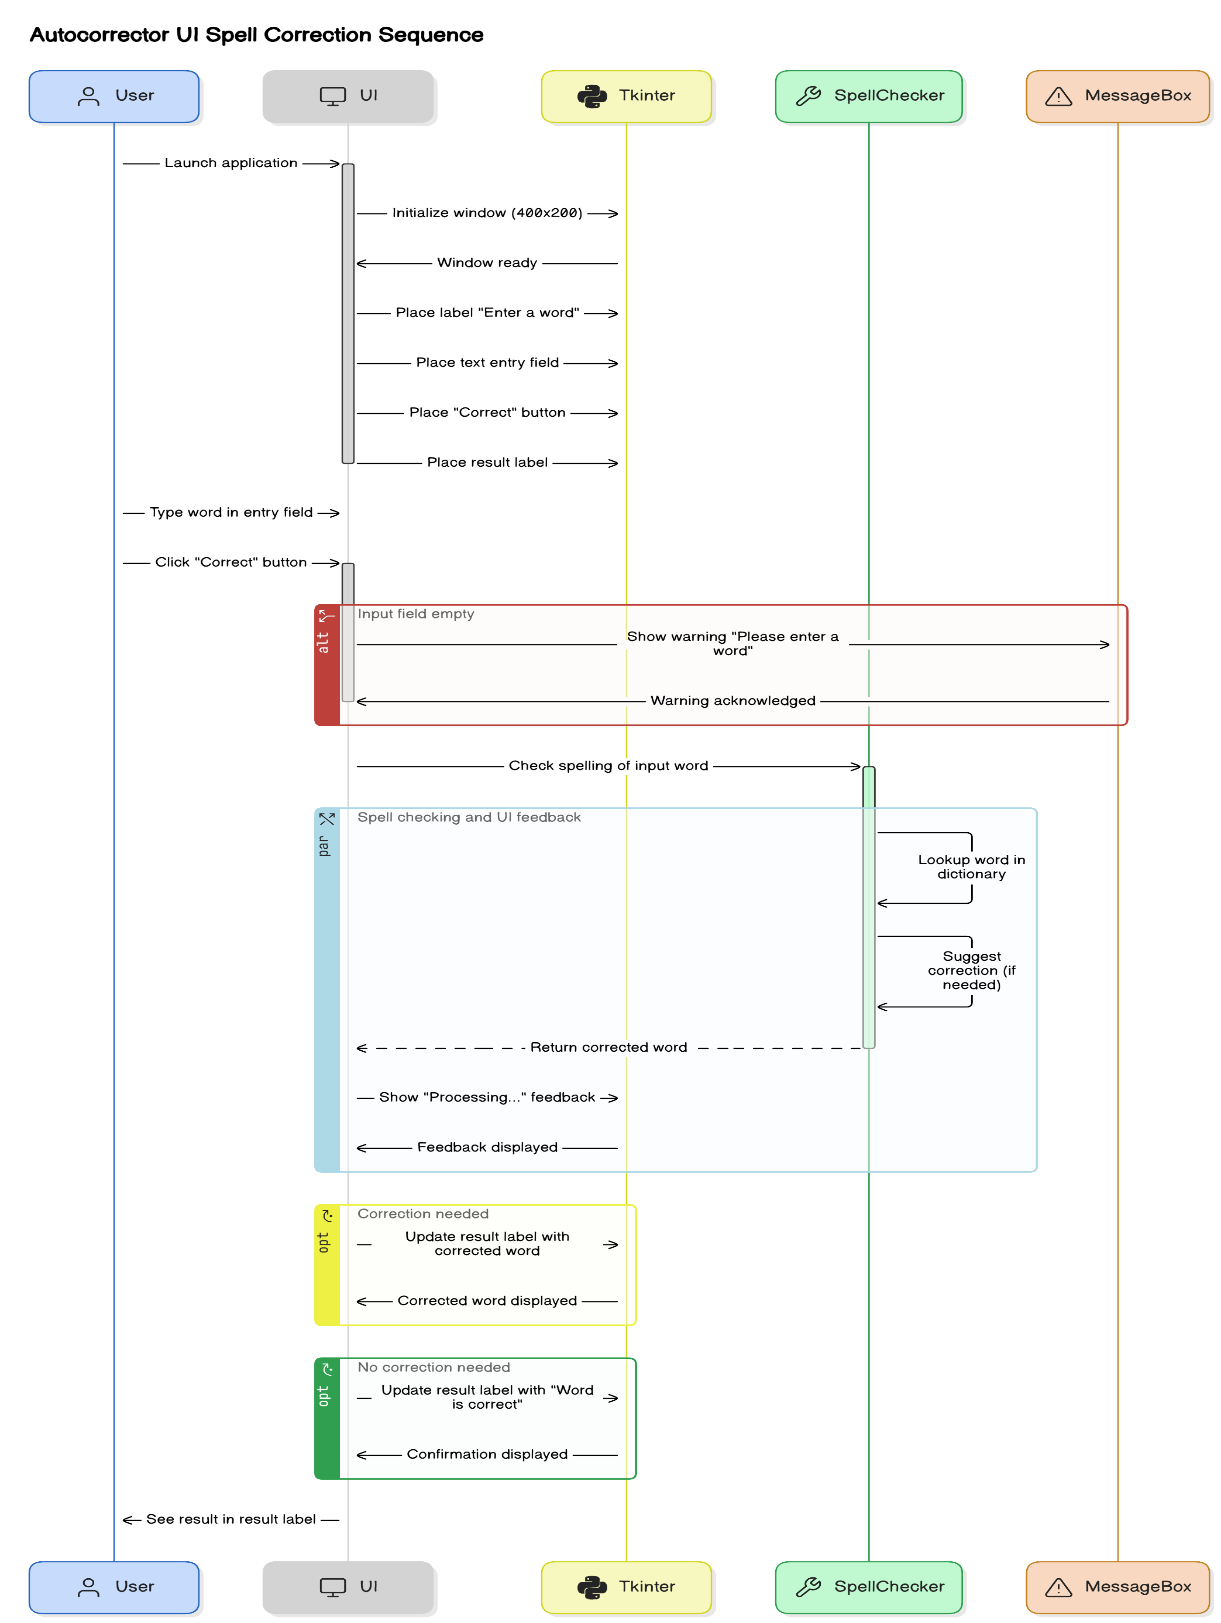 Autocorrector UI Spell Correction Sequence
User
UI
Tkinter
SpellChecker
MessageBox
Launch application
Initialize window (400x200)
Window ready
Place label "Enter a word"
Place text entry field
Place "Correct" button
Place result label
Type word in entry field
Click "Correct" button
alt
Input field empty
Show warning "Please enter a
word"
Warning acknowledged
Check spelling of input word
par
Spell checking and UI feedback
Lookup word in
dictionary
Suggest
correction (if
needed)
Return corrected word
Show "Processing..." feedback
Feedback displayed
opt
Correction needed
Update result label with
corrected word
Corrected word displayed
opt
No correction needed
Update result label with "Word
is correct"
Confirmation displayed
See result in result label
User
UI
Tkinter
SpellChecker
MessageBox